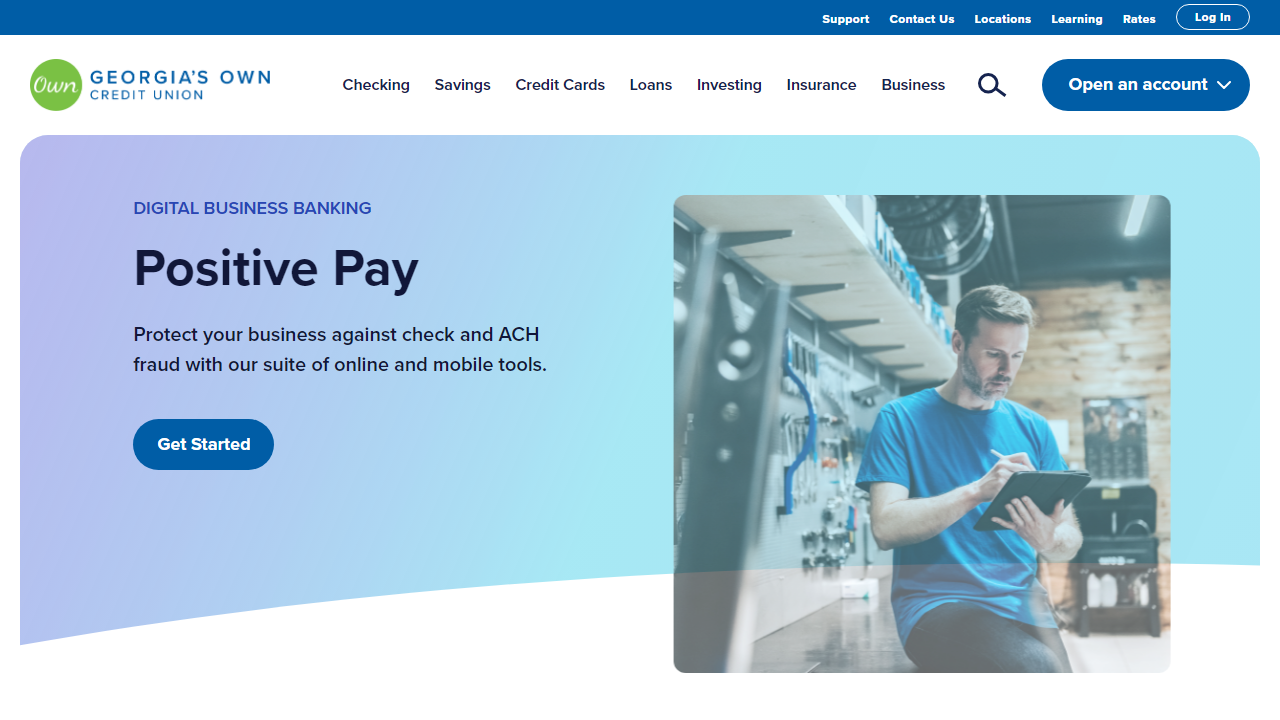 Support Contact Us Locations Learning Rates Log In
Own GEORGIA'S OWN
CREDIT UNION
Checking Savings Credit Cards Loans Investing Insurance Business Open an account
DIGITAL BUSINESS BANKING
Positive Pay
Protect your business against check and ACH
fraud with our suite of online and mobile tools.
Get Started